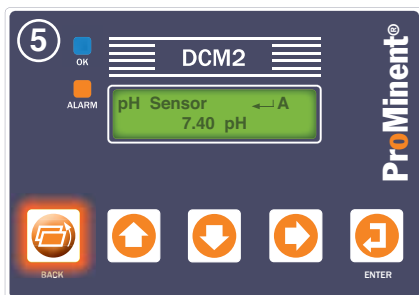 5
OK
DCM2
ALARM
pH Sensor ↵A
7.40 pH
ProMinent®
BACK
ENTER